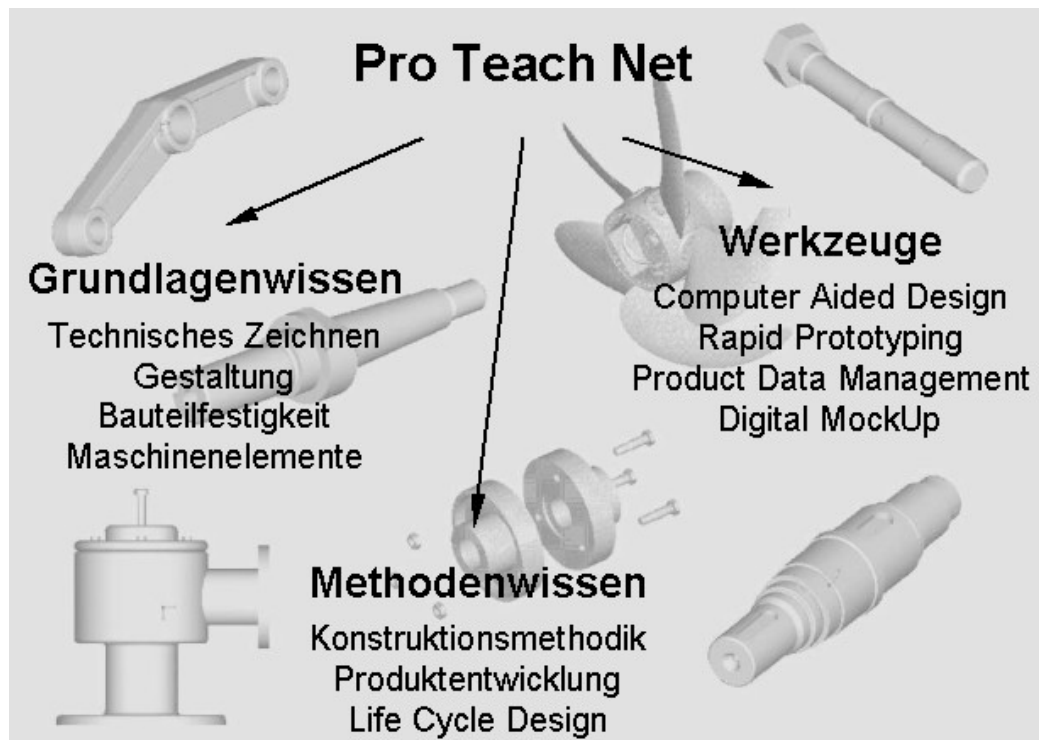 Pro Teach Net
Grundlagenwissen
Technisches Zeichnen
Gestaltung
Bauteilfestigkeit
Maschinenelemente
Methodenwissen
Konstruktionsmethodik
Produktentwicklung
Life Cycle Design
Werkzeuge
Computer Aided Design
Rapid Prototyping
Product Data Management
Digital MockUp